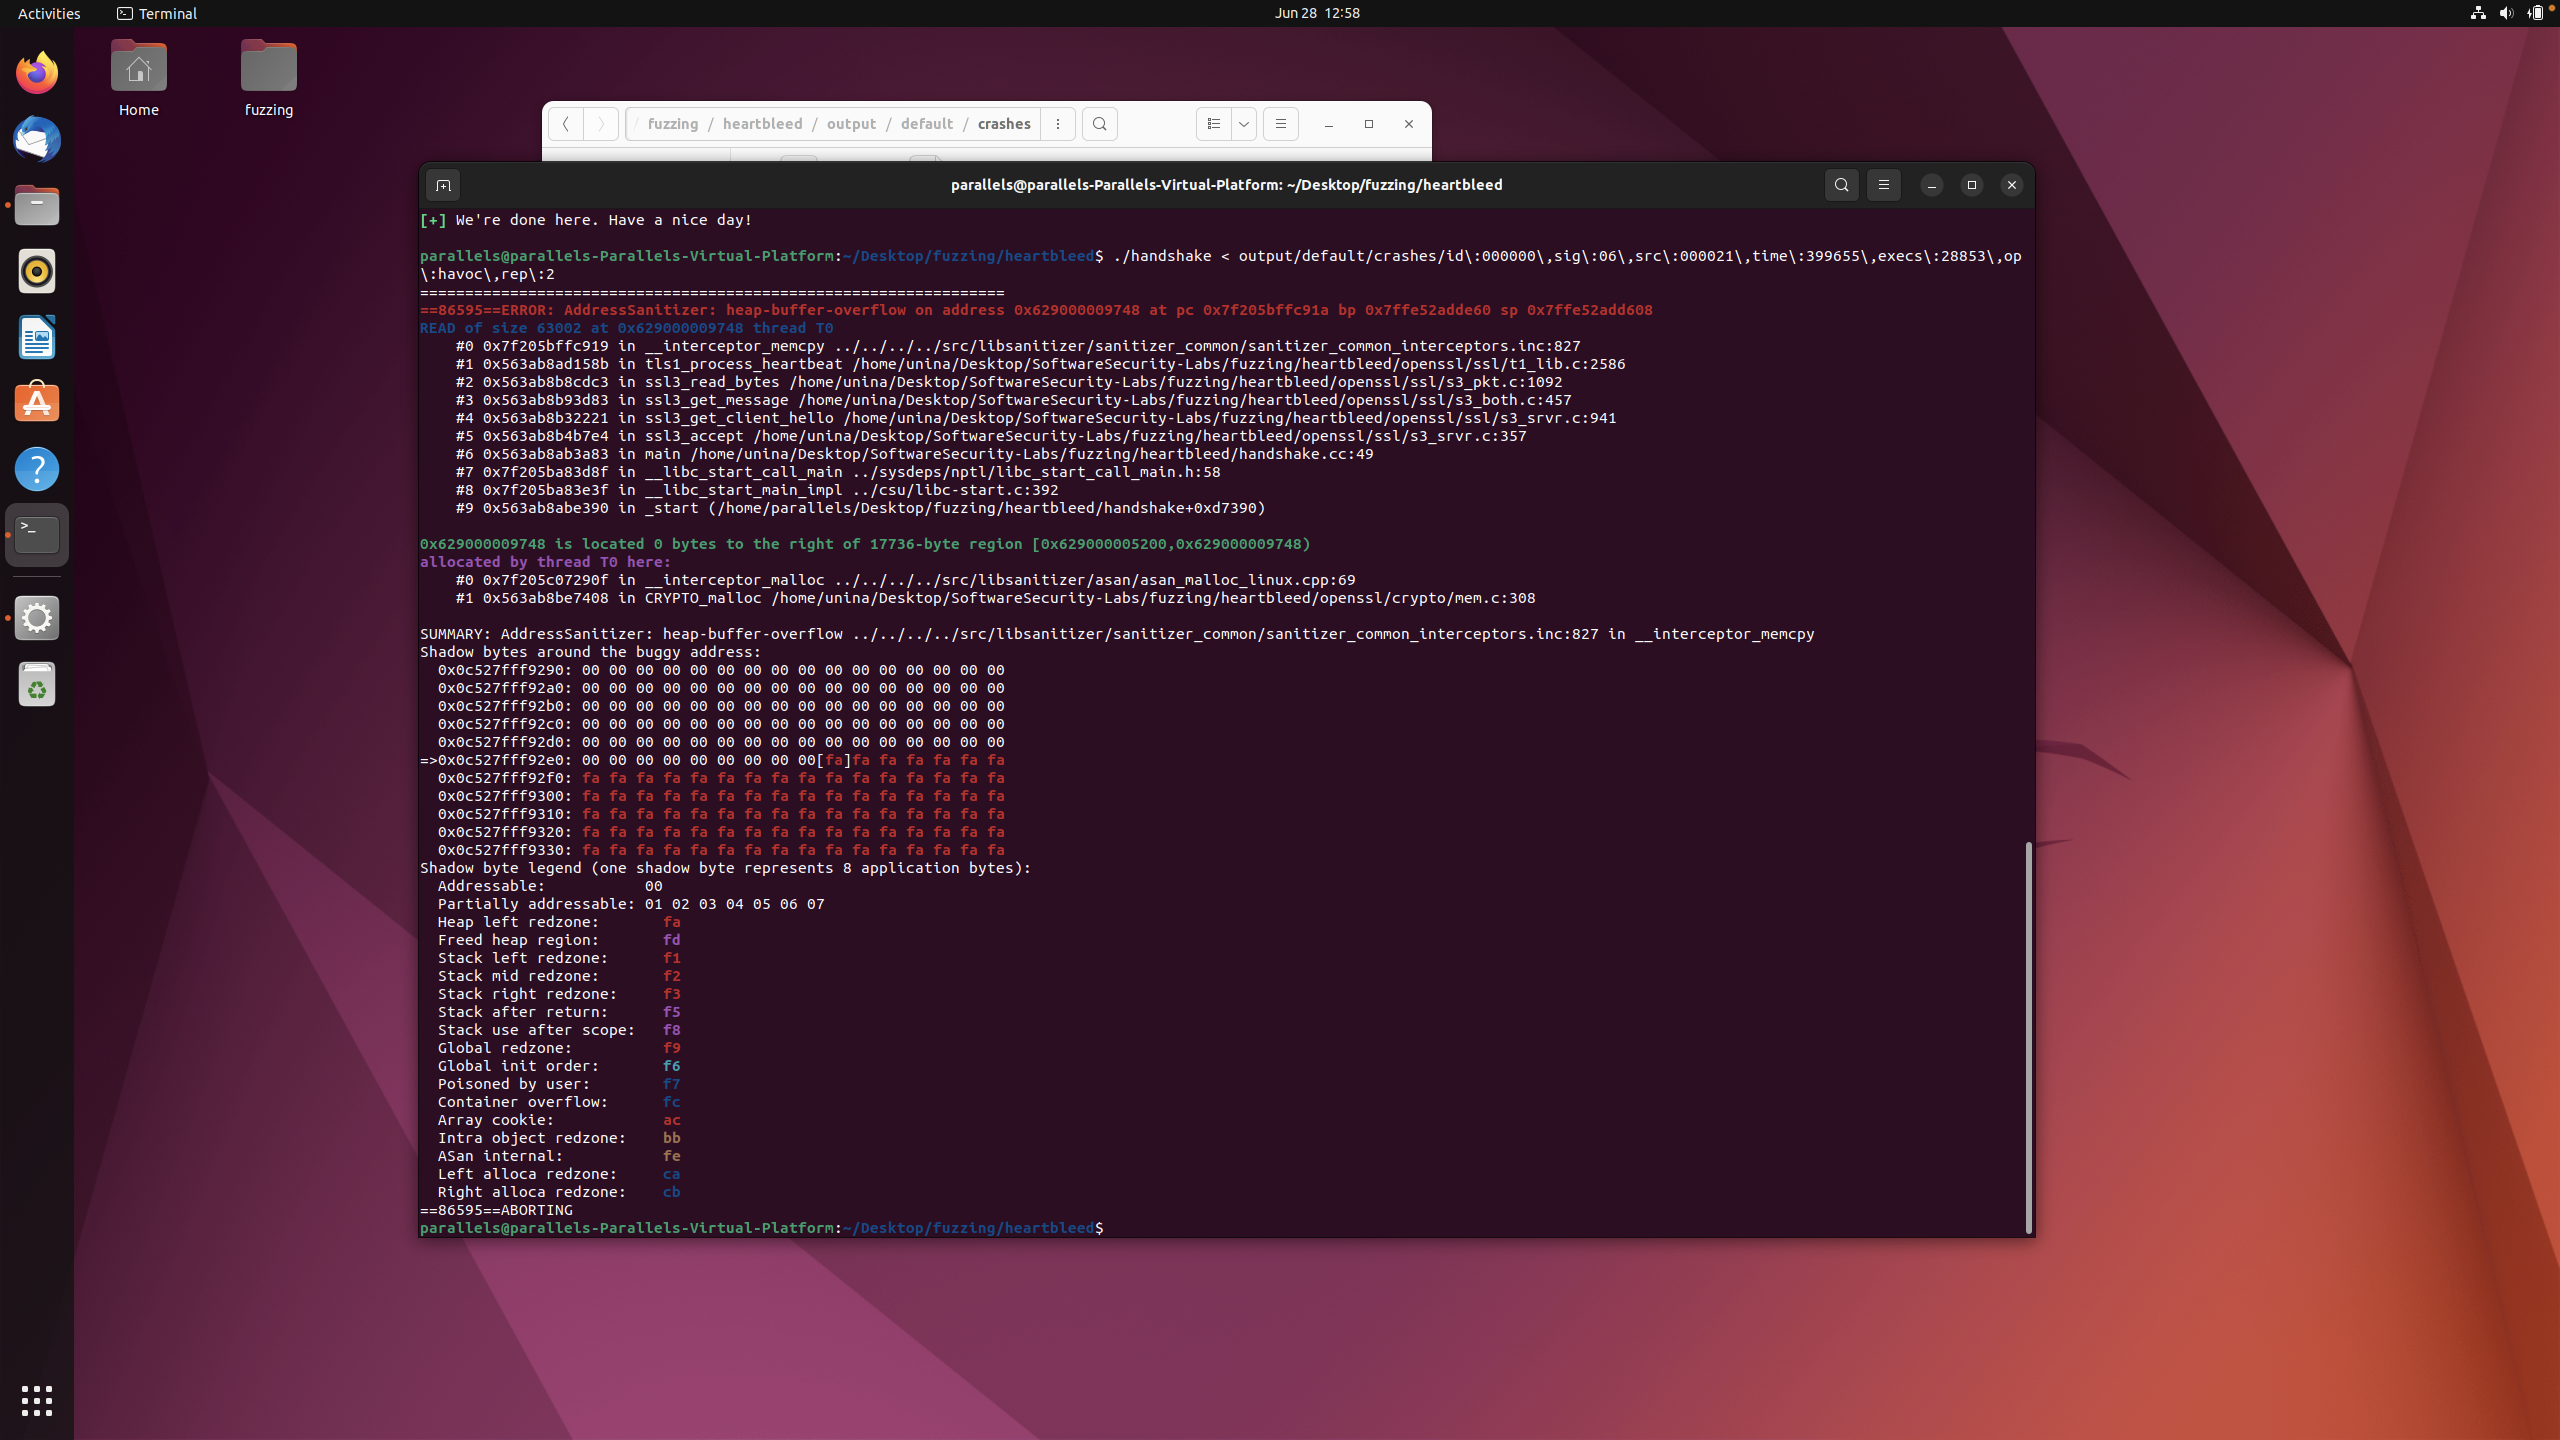 Activities
Terminal
Jun 28 12:58
Home
fuzzing
/ fuzzing / heartbleed / output / default / crashes
parallels@parallels-Parallels-Virtual-Platform: ~/Desktop/fuzzing/heartbleed
[+] We're done here. Have a nice day!
parallels@parallels-Parallels-Virtual-Platform:~/Desktop/fuzzing/heartbleed$ ./handshake < output/default/crashes/id\:000000\,sig\:06\,src\:000021\,time\:399655\,execs\:28853\,op
\:havoc\,rep\:2
=================================================================
==86595==ERROR: AddressSanitizer: heap-buffer-overflow on address 0x629000009748 at pc 0x7f205bffc91a bp 0x7ffe52adde60 sp 0x7ffe52add608
READ of size 63002 at 0x629000009748 thread T0
#0 0x7f205bffc919 in __interceptor_memcpy ../../../../src/libsanitizer/sanitizer_common/sanitizer_common_interceptors.inc:827
#1 0x563ab8ad158b in tls1_process_heartbeat /home/unina/Desktop/SoftwareSecurity-Labs/fuzzing/heartbleed/openssl/ssl/t1_lib.c:2586
#2 0x563ab8b8cdc3 in ssl3_read_bytes /home/unina/Desktop/SoftwareSecurity-Labs/fuzzing/heartbleed/openssl/ssl/s3_pkt.c:1092
#3 0x563ab8b93d83 in ssl3_get_message /home/unina/Desktop/SoftwareSecurity-Labs/fuzzing/heartbleed/openssl/ssl/s3_both.c:457
#4 0x563ab8b32221 in ssl3_get_client_hello /home/unina/Desktop/SoftwareSecurity-Labs/fuzzing/heartbleed/openssl/ssl/s3_srvr.c:941
#5 0x563ab8b4b7e4 in ssl3_accept /home/unina/Desktop/SoftwareSecurity-Labs/fuzzing/heartbleed/openssl/ssl/s3_srvr.c:357
#6 0x563ab8ab3a83 in main /home/unina/Desktop/SoftwareSecurity-Labs/fuzzing/heartbleed/handshake.cc:49
#7 0x7f205ba83d8f in __libc_start_call_main ../sysdeps/nptl/libc_start_call_main.h:58
#8 0x7f205ba83e3f in __libc_start_main_impl ../csu/libc-start.c:392
#9 0x563ab8abe390 in _start (/home/parallels/Desktop/fuzzing/heartbleed/handshake+0xd7390)
0x629000009748 is located 0 bytes to the right of 17736-byte region [0x629000005200,0x629000009748)
allocated by thread T0 here:
#0 0x7f205c07290f in __interceptor_malloc ../../../../src/libsanitizer/asan/asan_malloc_linux.cpp:69
#1 0x563ab8be7408 in CRYPTO_malloc /home/unina/Desktop/SoftwareSecurity-Labs/fuzzing/heartbleed/openssl/crypto/mem.c:308
SUMMARY: AddressSanitizer: heap-buffer-overflow ../../../../src/libsanitizer/sanitizer_common/sanitizer_common_interceptors.inc:827 in __interceptor_memcpy
Shadow bytes around the buggy address:
0x0c527fff9290: 00 00 00 00 00 00 00 00 00 00 00 00 00 00 00 00
0x0c527fff92a0: 00 00 00 00 00 00 00 00 00 00 00 00 00 00 00 00
0x0c527fff92b0: 00 00 00 00 00 00 00 00 00 00 00 00 00 00 00 00
0x0c527fff92c0: 00 00 00 00 00 00 00 00 00 00 00 00 00 00 00 00
0x0c527fff92d0: 00 00 00 00 00 00 00 00 00 00 00 00 00 00 00 00
=>0x0c527fff92e0: 00 00 00 00 00 00 00 00 00[fa]fa fa fa fa fa fa
0x0c527fff92f0: fa fa fa fa fa fa fa fa fa fa fa fa fa fa fa fa
0x0c527fff9300: fa fa fa fa fa fa fa fa fa fa fa fa fa fa fa fa
0x0c527fff9310: fa fa fa fa fa fa fa fa fa fa fa fa fa fa fa fa
0x0c527fff9320: fa fa fa fa fa fa fa fa fa fa fa fa fa fa fa fa
0x0c527fff9330: fa fa fa fa fa fa fa fa fa fa fa fa fa fa fa fa
Shadow byte legend (one shadow byte represents 8 application bytes):
Addressable: 00
Partially addressable: 01 02 03 04 05 06 07
Heap left redzone: fa
Freed heap region: fd
Stack left redzone: f1
Stack mid redzone: f2
Stack right redzone: f3
Stack after return: f5
Stack use after scope: f8
Global redzone: f9
Global init order: f6
Poisoned by user: f7
Container overflow: fc
Array cookie: ac
Intra object redzone: bb
ASan internal: fe
Left alloca redzone: ca
Right alloca redzone: cb
==86595==ABORTING
parallels@parallels-Parallels-Virtual-Platform:~/Desktop/fuzzing/heartbleed$